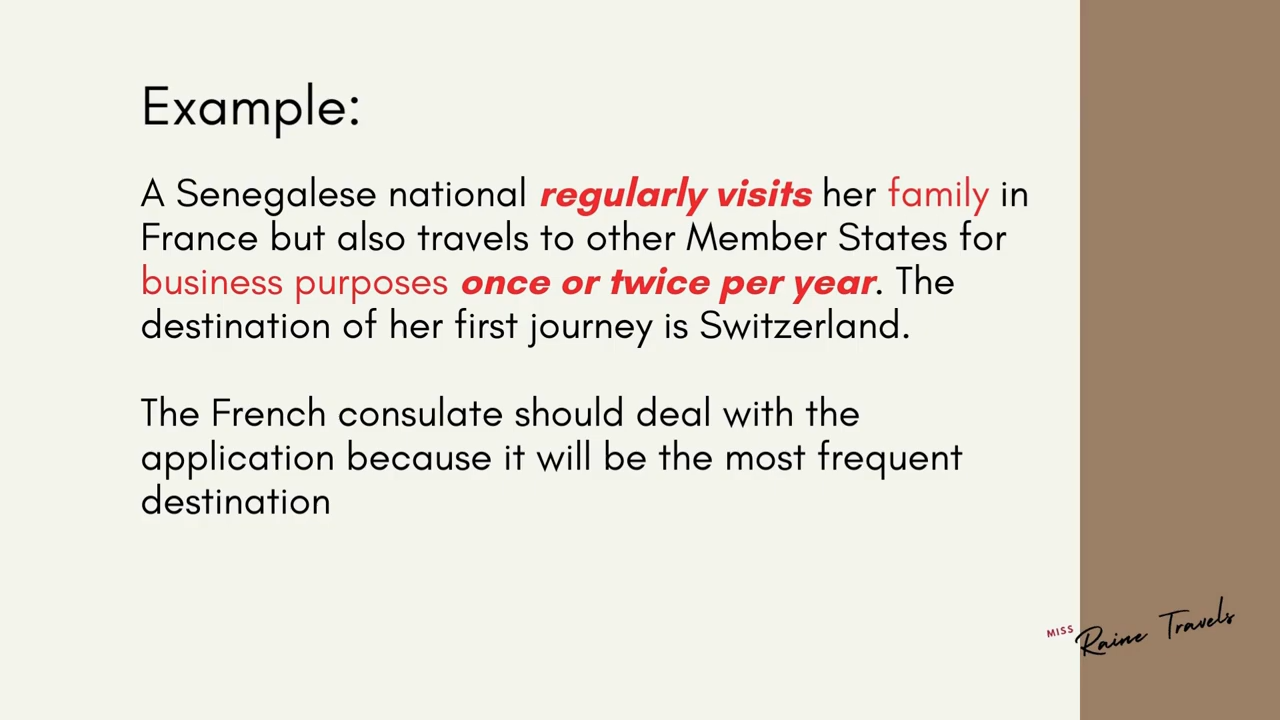 Example:
A Senegalese national regularly visits her family in
France but also travels to other Member States for
business purposes once or twice per year. The
destination of her first journey is Switzerland.
The French consulate should deal with the
application because it will be the most frequent
destination
MISS Raine Travels